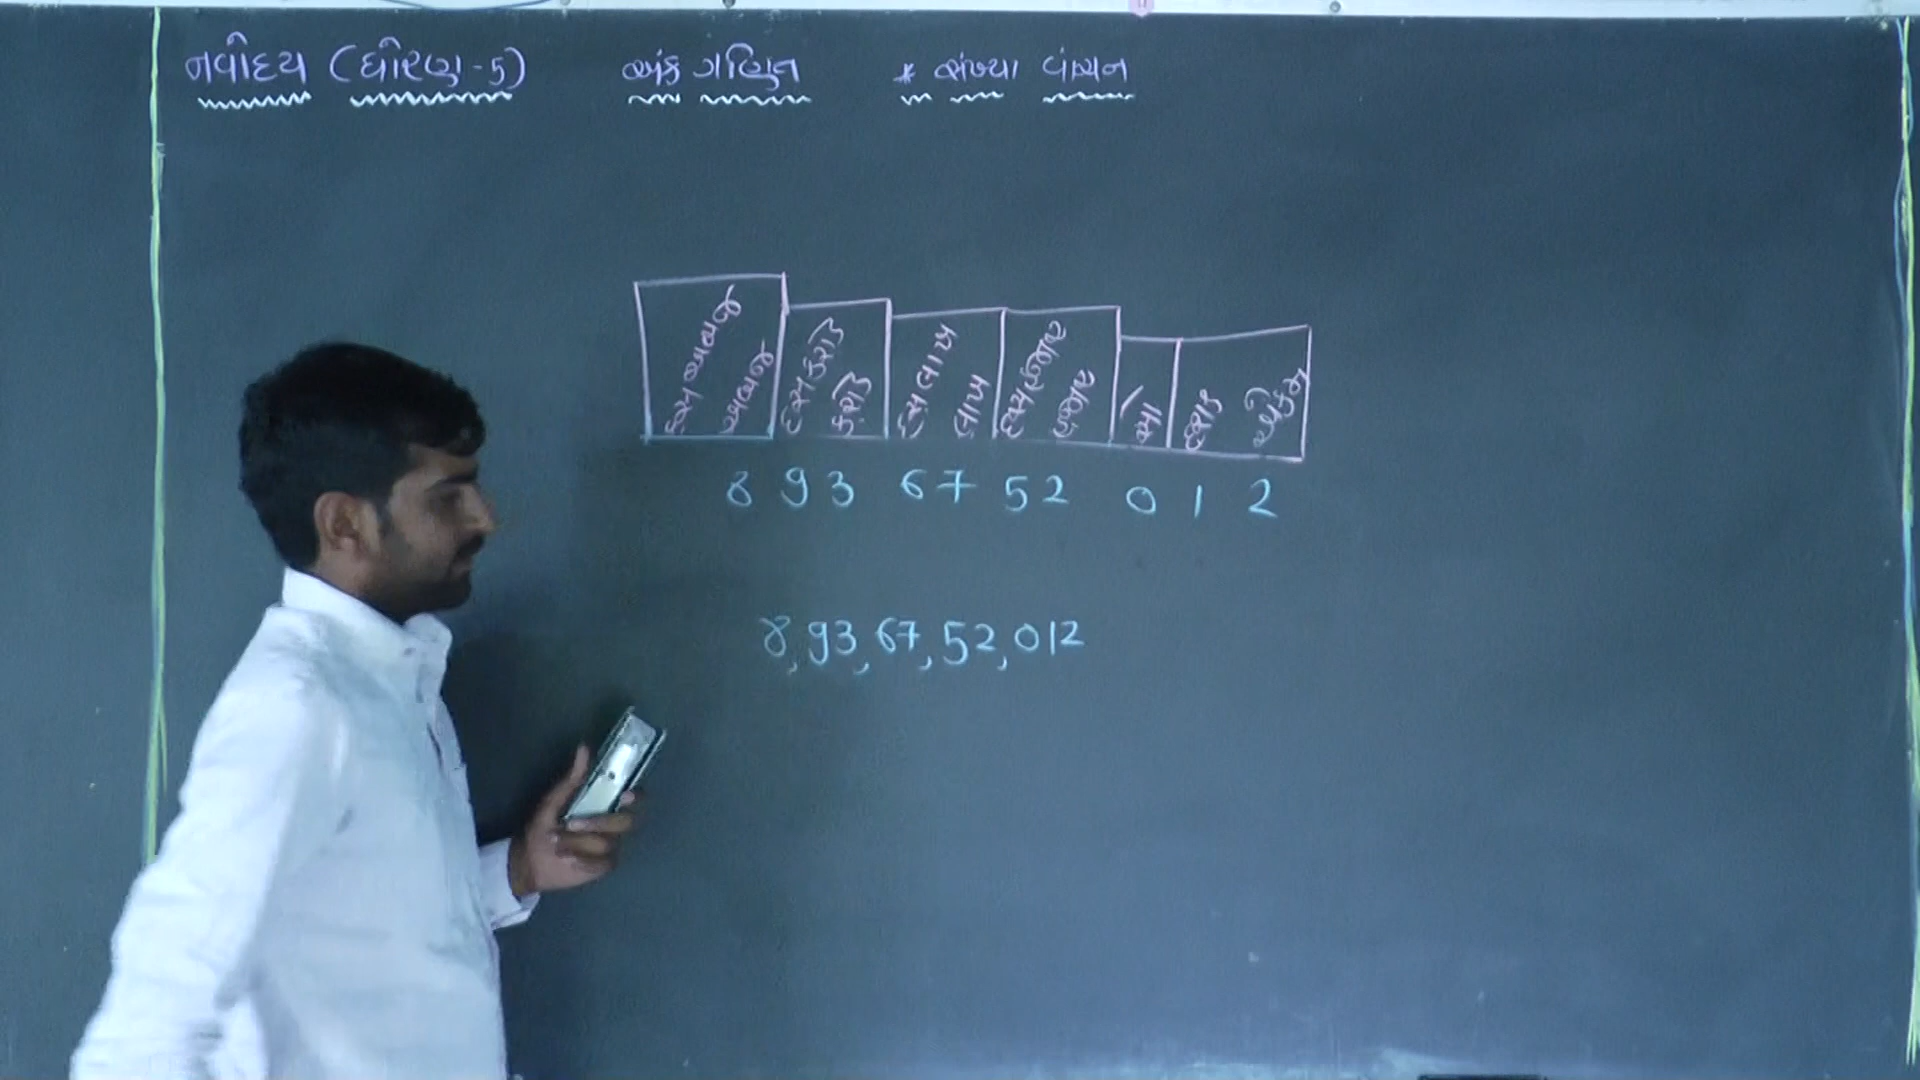 નવોદય (ધોરણ-5) અંક ગણિત * સંખ્યા વાંચન
દસ અબજ અબજ દસ કરોડ કરોડ દસ લાખ લાખ દસ હજાર હજાર સો દશક એકમ
8 9 3 6 7 5 2 0 1 2
8,93,67,52,012